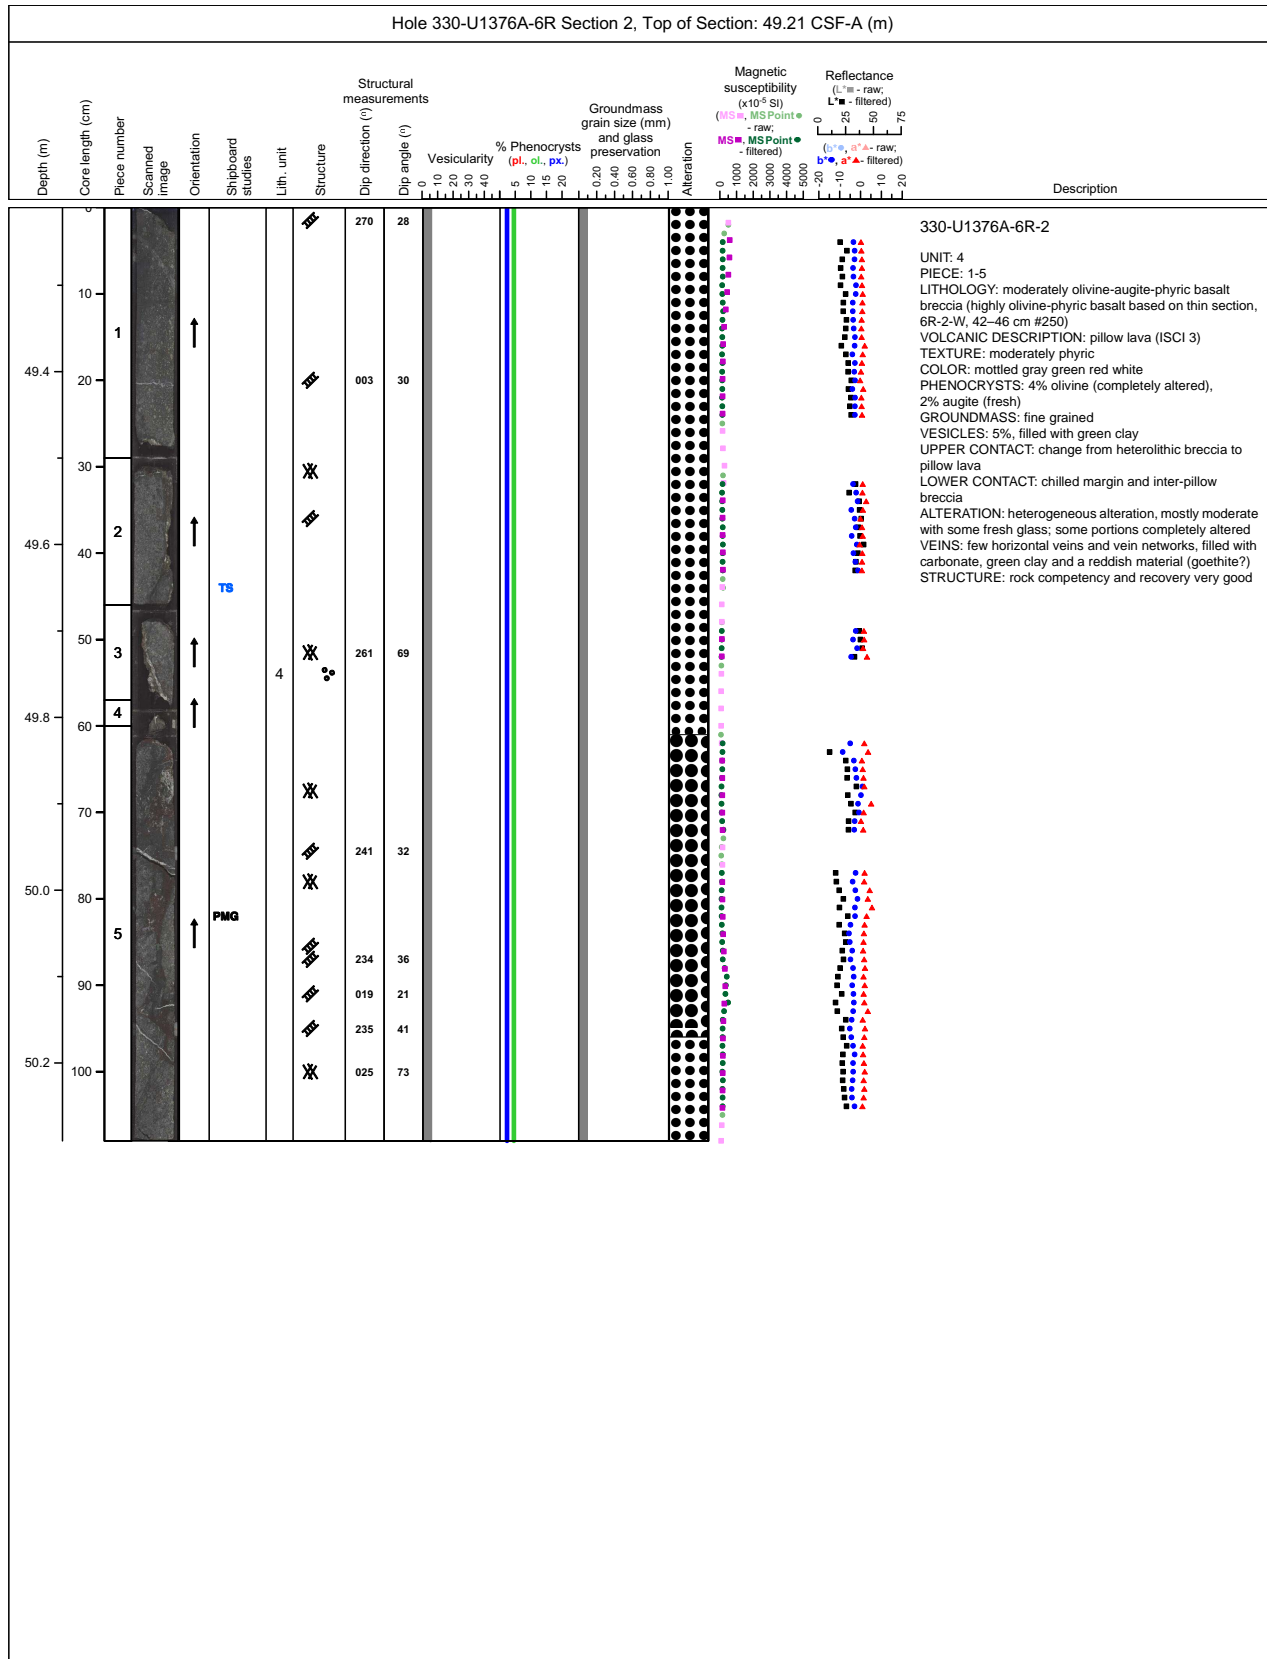 Hole 330-U1376A-6R Section 2, Top of Section: 49.21 CSF-A (m)
Depth (m)
Core length (cm)
Piece number
Scanned
image
Orientation
Shipboard
studies
Lith. unit
Structure
Structural
measurements
Dip direction (°)
Dip angle (°)
Vesicularity
0 10 20 30 40
% Phenocrysts
(pl., ol., px.)
5 10 15 20
Groundmass
grain size (mm)
and glass
preservation
0.20 0.40 0.60 0.80 1.00
Alteration
Magnetic
susceptibility
(x10-5 SI)
(MS■, MSPoint●
- raw;
MS■, MSPoint●
- filtered)
0 1000 2000 3000 4000 5000
Reflectance
(L*■ - raw;
L*■ - filtered)
0 25 50 75
(b*●, a*▲- raw;
b*●, a*▲- filtered)
-20 -10 0 10 20
Description
0
270 28
10
1
49.4
20
003 30
30
2
49.6
40
TS
50
3
261 69
4
49.8
4
60
70
241 32
50.0
80
PMG
5
234 36
90
019 21
235 41
50.2
100
025 73
330-U1376A-6R-2
UNIT: 4
PIECE: 1-5
LITHOLOGY: moderately olivine-augite-phyric basalt
breccia (highly olivine-phyric basalt based on thin section,
6R-2-W, 42–46 cm #250)
VOLCANIC DESCRIPTION: pillow lava (ISCI 3)
TEXTURE: moderately phyric
COLOR: mottled gray green red white
PHENOCRYSTS: 4% olivine (completely altered),
2% augite (fresh)
GROUNDMASS: fine grained
VESICLES: 5%, filled with green clay
UPPER CONTACT: change from heterolithic breccia to
pillow lava
LOWER CONTACT: chilled margin and inter-pillow
breccia
ALTERATION: heterogeneous alteration, mostly moderate
with some fresh glass; some portions completely altered
VEINS: few horizontal veins and vein networks, filled with
carbonate, green clay and a reddish material (goethite?)
STRUCTURE: rock competency and recovery very good